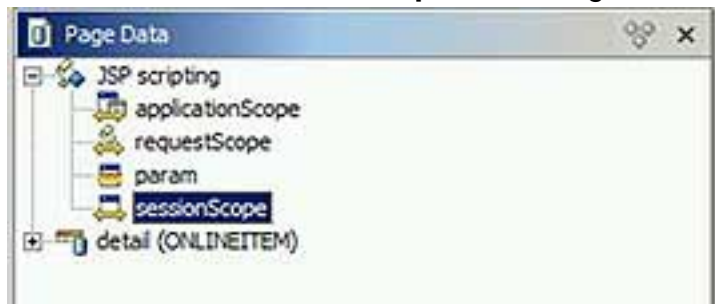 Page Data
JSP scripting
applicationScope
requestScope
param
sessionScope
detail (ONLINEITEM)